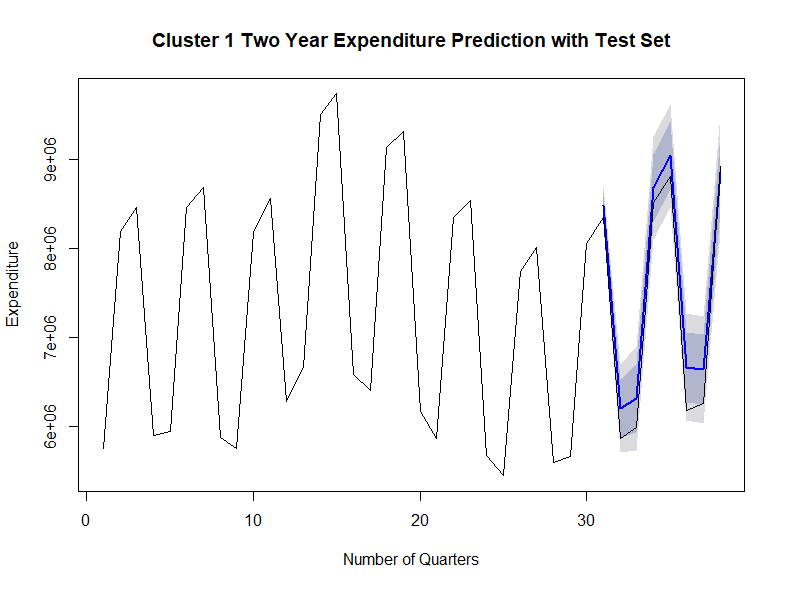 Cluster 1 Two Year Expenditure Prediction with Test Set
Expenditure
9e+06
8e+06
7e+06
6e+06
0 10 20 30
Number of Quarters